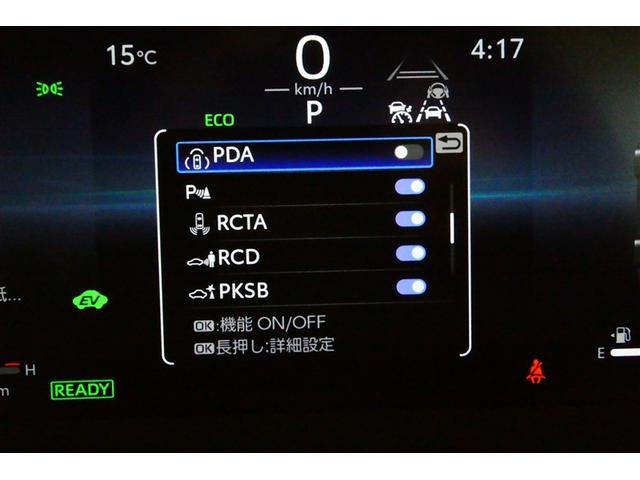 15℃
0
km/h
P
4:17
ECO
PDA
P
RCTA
RCD
PKSB
OK:機能 ON/OFF
OK長押し:詳細設定
EV
H
m
READY
E